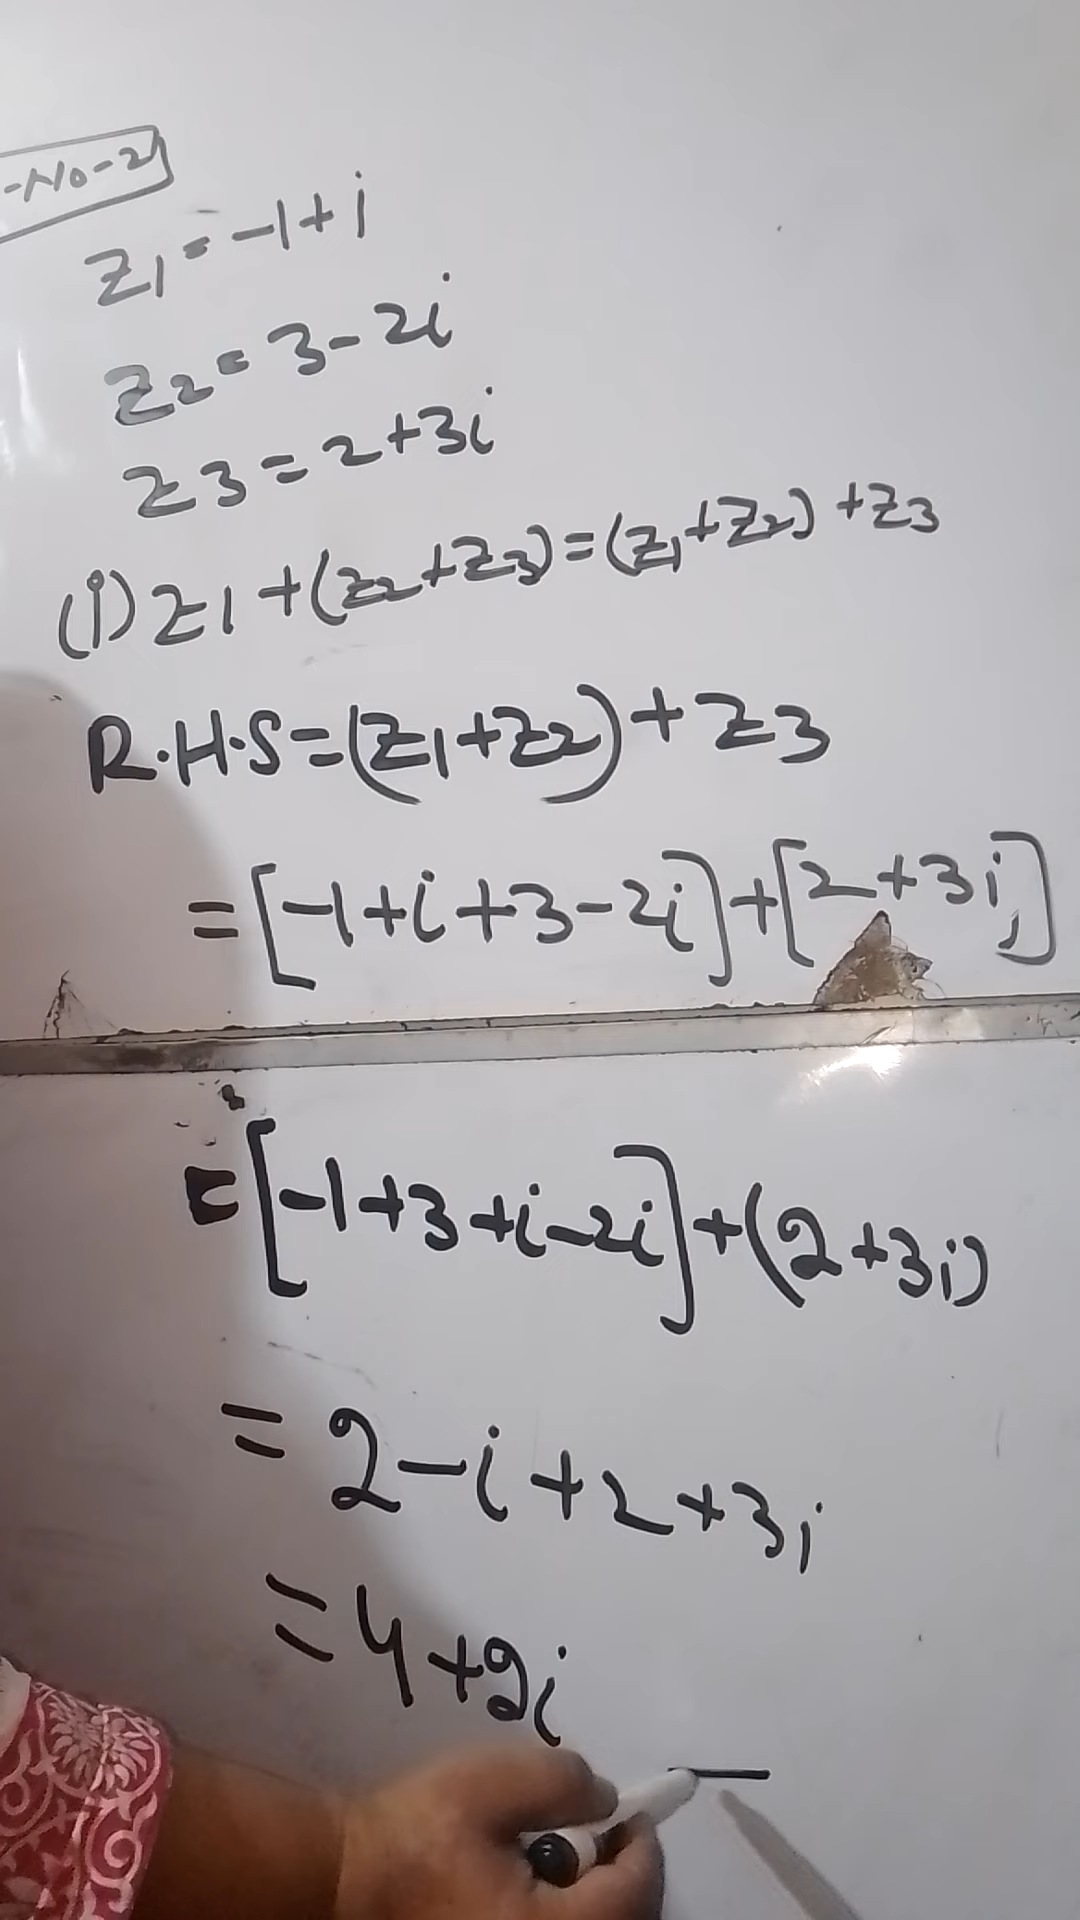 -No-2
z1=-1+i
z2=3-2i
z3=2+3i
(i) z1+(z2+z3)=(z1+z2)+z3
R.H.S=(z1+z2)+z3
=[-1+i+3-2i]+[2+3i]
=[-1+3+i-2i]+(2+3i)
=2-i+2+3i
=4+2i